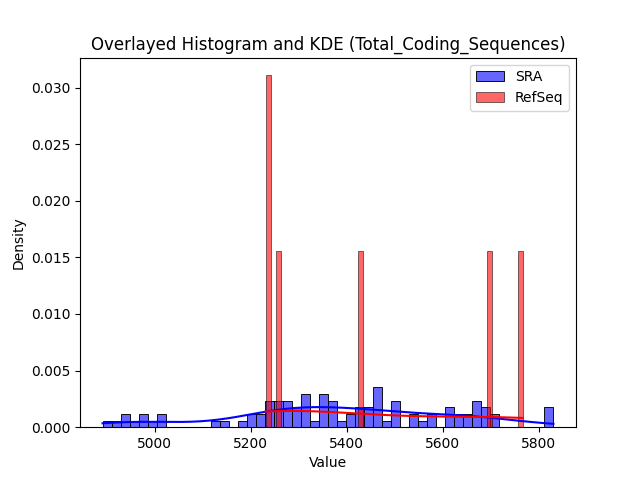 Overlayed Histogram and KDE (Total_Coding_Sequences)
SRA
RefSeq
0.030
0.025
0.020
0.015
0.010
0.005
0.000
Density
5000 5200 5400 5600 5800
Value